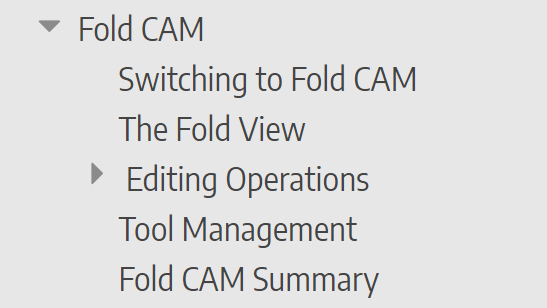 Fold CAM
Switching to Fold CAM
The Fold View
Editing Operations
Tool Management
Fold CAM Summary